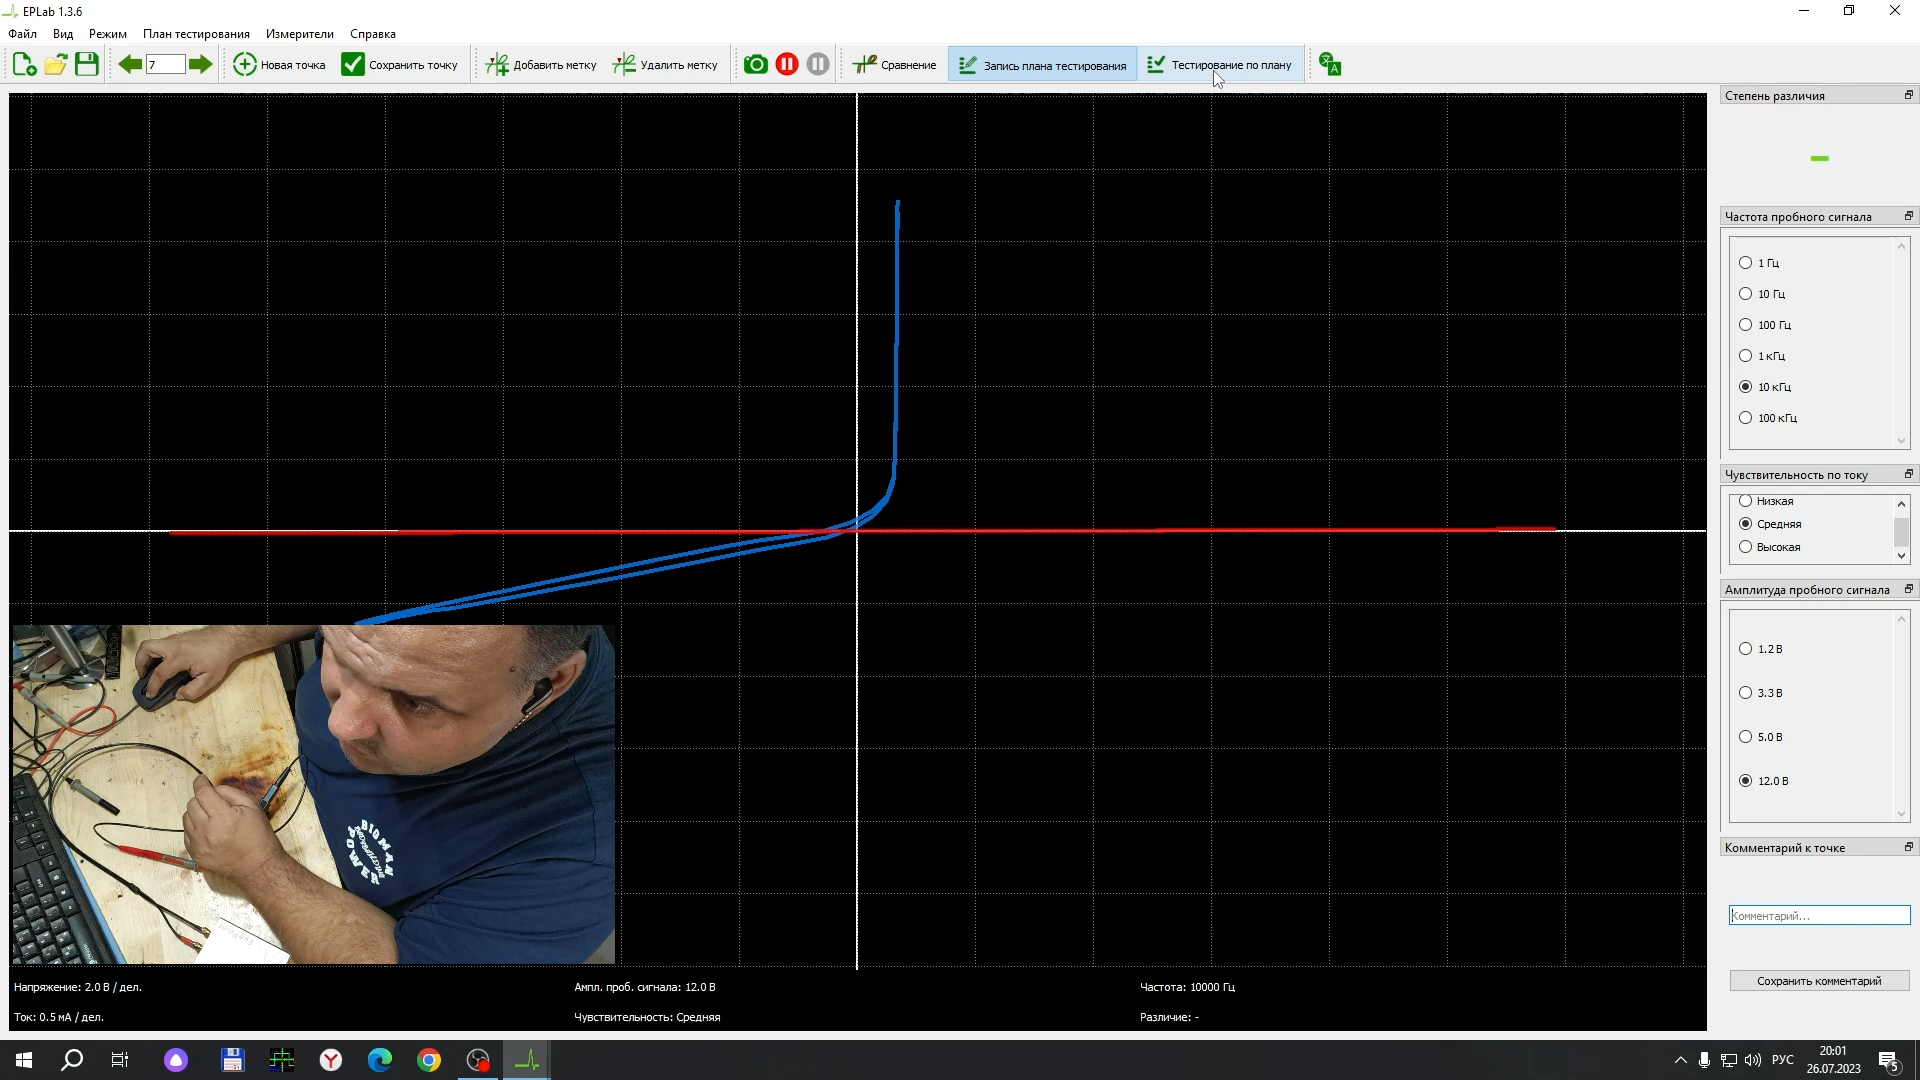 EPLab 1.3.6
Файл Вид Режим План тестирования Измерители Справка
7 Новая точка Сохранить точку Добавить метку Удалить метку Сравнение Запись плана тестирования Тестирование по плану
Степень различия
-
Частота пробного сигнала
1 Гц
10 Гц
100 Гц
1 кГц
10 кГц
100 кГц
Чувствительность по току
Низкая
Средняя
Высокая
Амплитуда пробного сигнала
1.2 В
3.3 В
5.0 В
12.0 В
Комментарий к точке
Комментарий...
Сохранить комментарий
BIGMAN
POWER
Напряжение: 2.0 В / дел. Ампл. проб. сигнала: 12.0 В Частота: 10000 Гц
Ток: 0.5 мА / дел. Чувствительность: Средняя Различие: -
РУС 20:01
26.07.2023 5